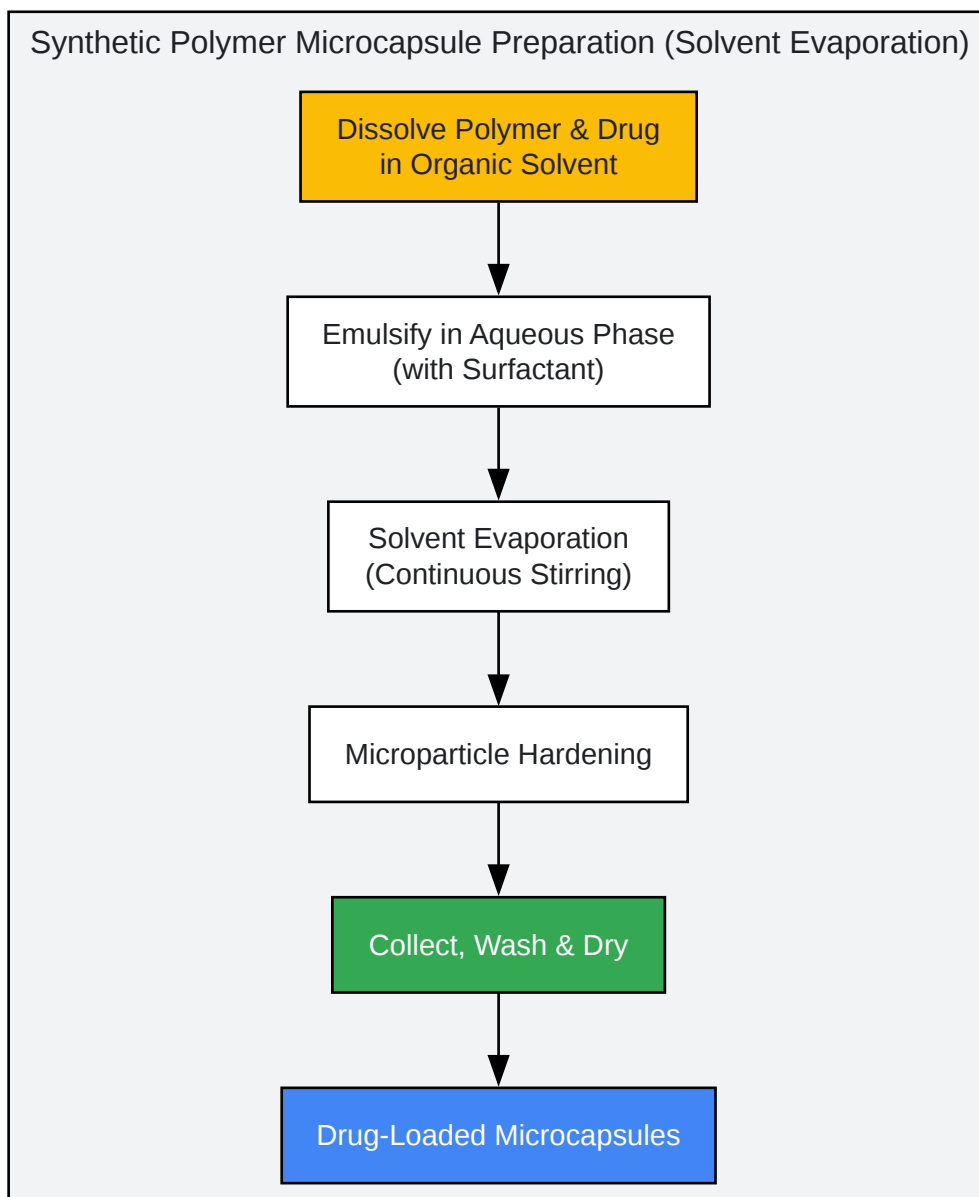 Synthetic Polymer Microcapsule Preparation (Solvent Evaporation)
Dissolve Polymer & Drug
in Organic Solvent
Emulsify in Aqueous Phase
(with Surfactant)
Solvent Evaporation
(Continuous Stirring)
Microparticle Hardening
Collect, Wash & Dry
Drug-Loaded Microcapsules